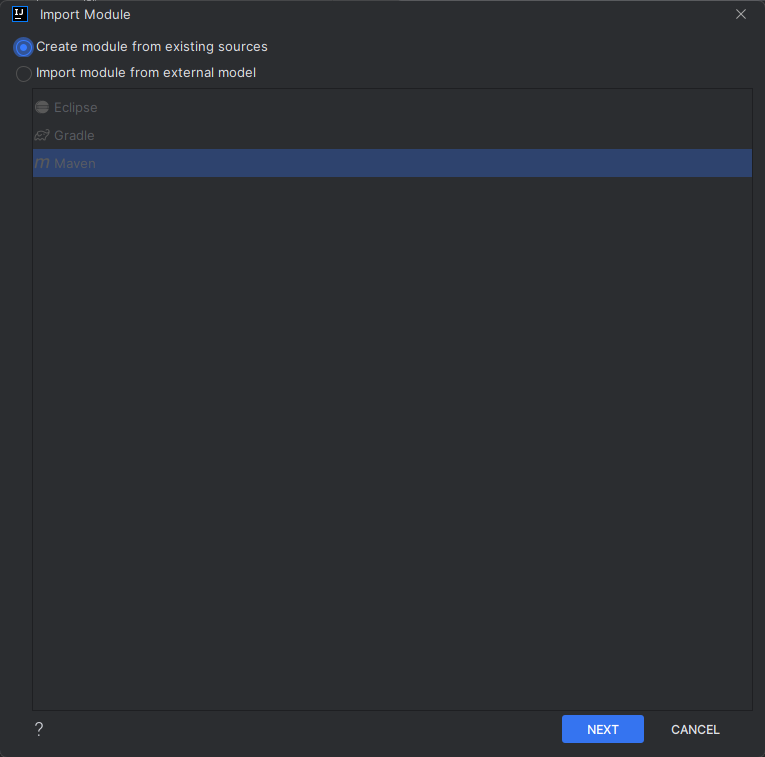 IJ Import Module
Create module from existing sources
Import module from external model
Eclipse
Gradle
m Maven
? NEXT CANCEL